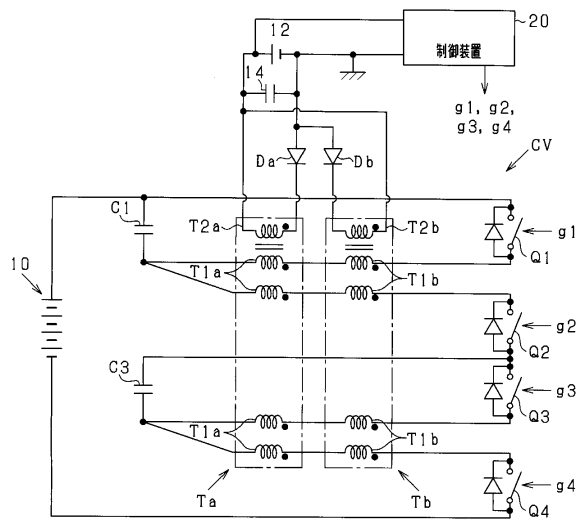 12
20
制御装置
14
g1, g2,
g3, g4
Da
Db
CV
C1
T2a
T2b
g1
Q1
10
T1a
T1b
g2
Q2
C3
g3
Q3
T1a
T1b
g4
Q4
Ta
Tb